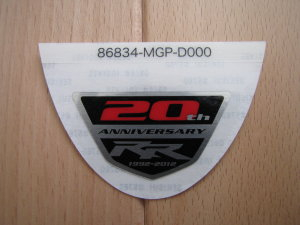 86834-MGP-D000
20th
ANNIVERSARY
RR
1992-2012